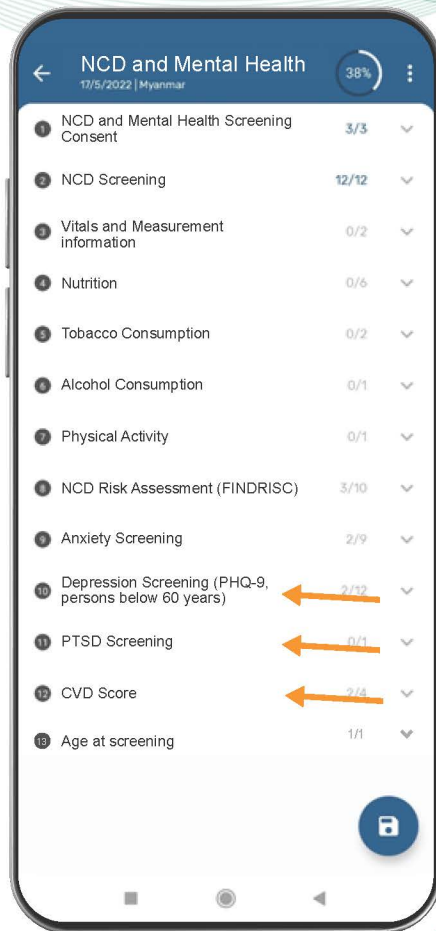 NCD and Mental Health
17/5/2022 | Myanmar
38%
1 NCD and Mental Health Screening
Consent 3/3
2 NCD Screening 12/12
3 Vitals and Measurement
information 0/2
4 Nutrition 0/6
5 Tobacco Consumption 0/2
6 Alcohol Consumption 0/1
7 Physical Activity 0/1
8 NCD Risk Assessment (FINDRISC) 3/10
9 Anxiety Screening 2/9
10 Depression Screening (PHQ-9,
persons below 60 years) 2/12
11 PTSD Screening 0/1
12 CVD Score 2/4
13 Age at screening 1/1